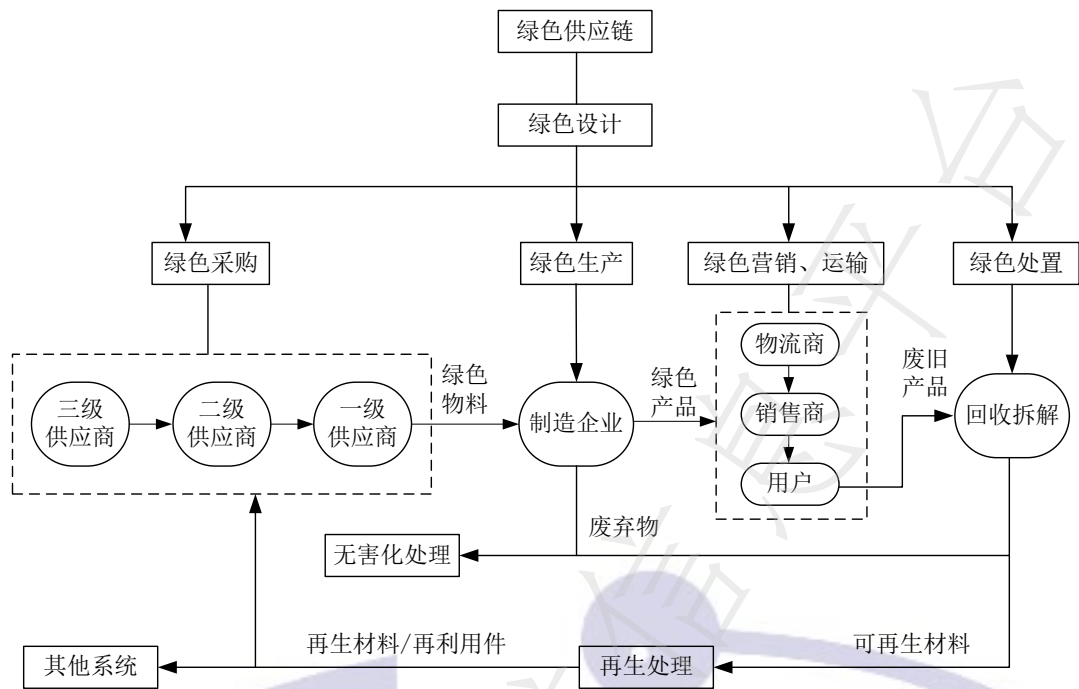 绿色供应链
绿色设计
绿色采购
绿色生产
绿色营销、运输
绿色处置
三级
供应商
二级
供应商
一级
供应商
绿色
物料
制造企业
绿色
产品
物流商
销售商
用户
废旧
产品
回收拆解
废弃物
无害化处理
其他系统
再生材料/再利用件
再生处理
可再生材料